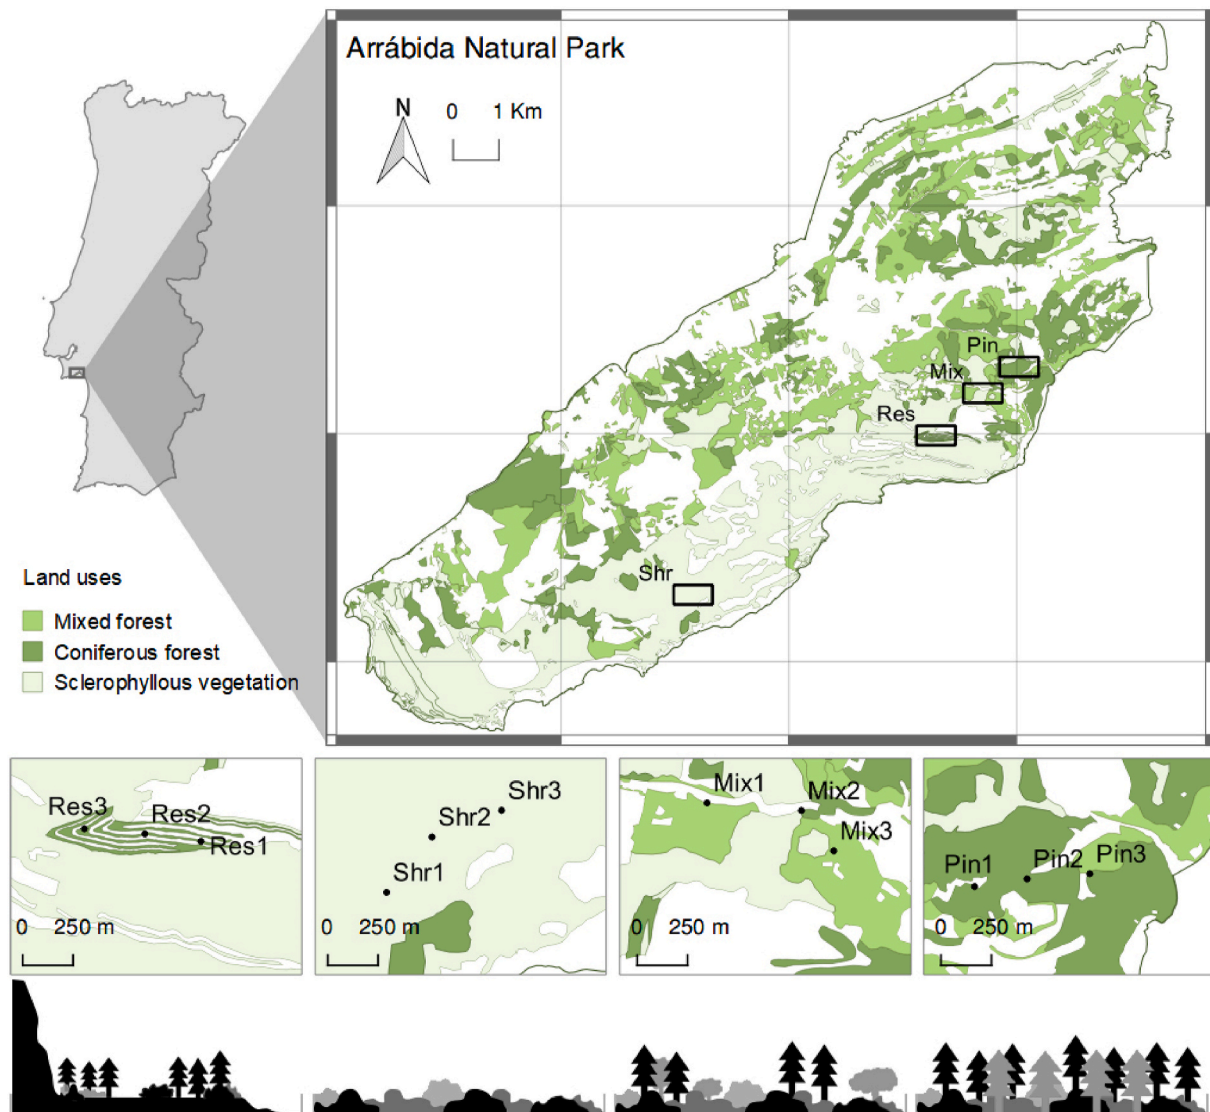 Arrábida Natural Park
N
0 1 Km
Pin
Mix
Res
Shr
Land uses
Mixed forest
Coniferous forest
Sclerophyllous vegetation
Res3
Res2
Res1
0 250 m
Shr3
Shr2
Shr1
0 250 m
Mix1
Mix2
Mix3
0 250 m
Pin1
Pin2
Pin3
0 250 m